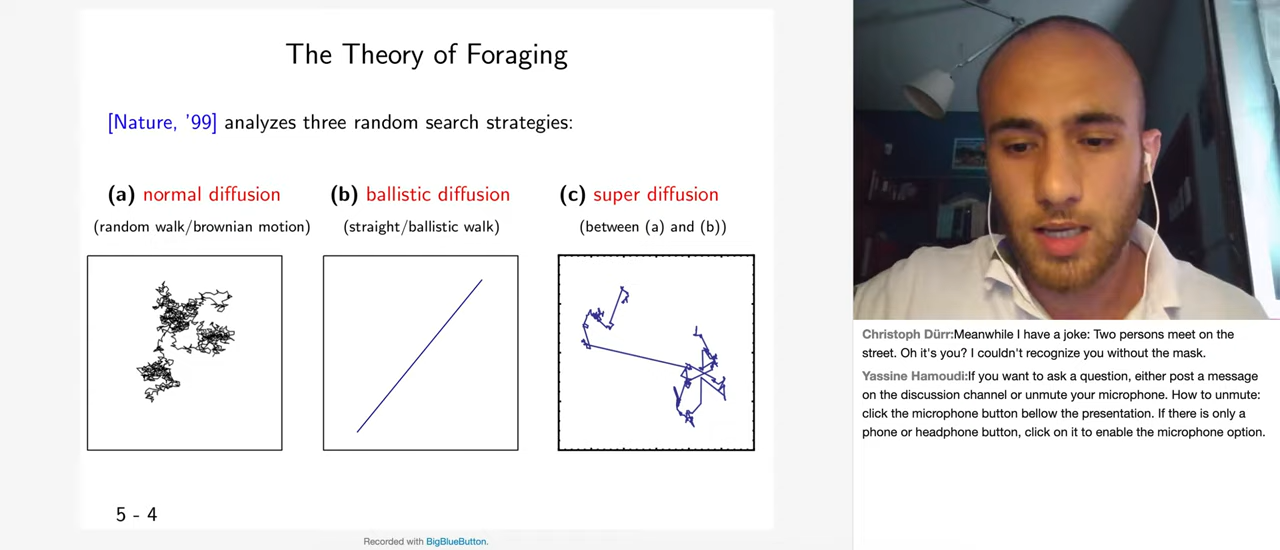 The Theory of Foraging
[Nature, '99] analyzes three random search strategies:
(a) normal diffusion
(random walk/brownian motion)
(b) ballistic diffusion
(straight/ballistic walk)
(c) super diffusion
(between (a) and (b))
5 - 4
Recorded with BigBlueButton.
Christoph Dürr:Meanwhile I have a joke: Two persons meet on the
street. Oh it's you? I couldn't recognize you without the mask.
Yassine Hamoudi:If you want to ask a question, either post a message
on the discussion channel or unmute your microphone. How to unmute:
click the microphone button bellow the presentation. If there is only a
phone or headphone button, click on it to enable the microphone option.